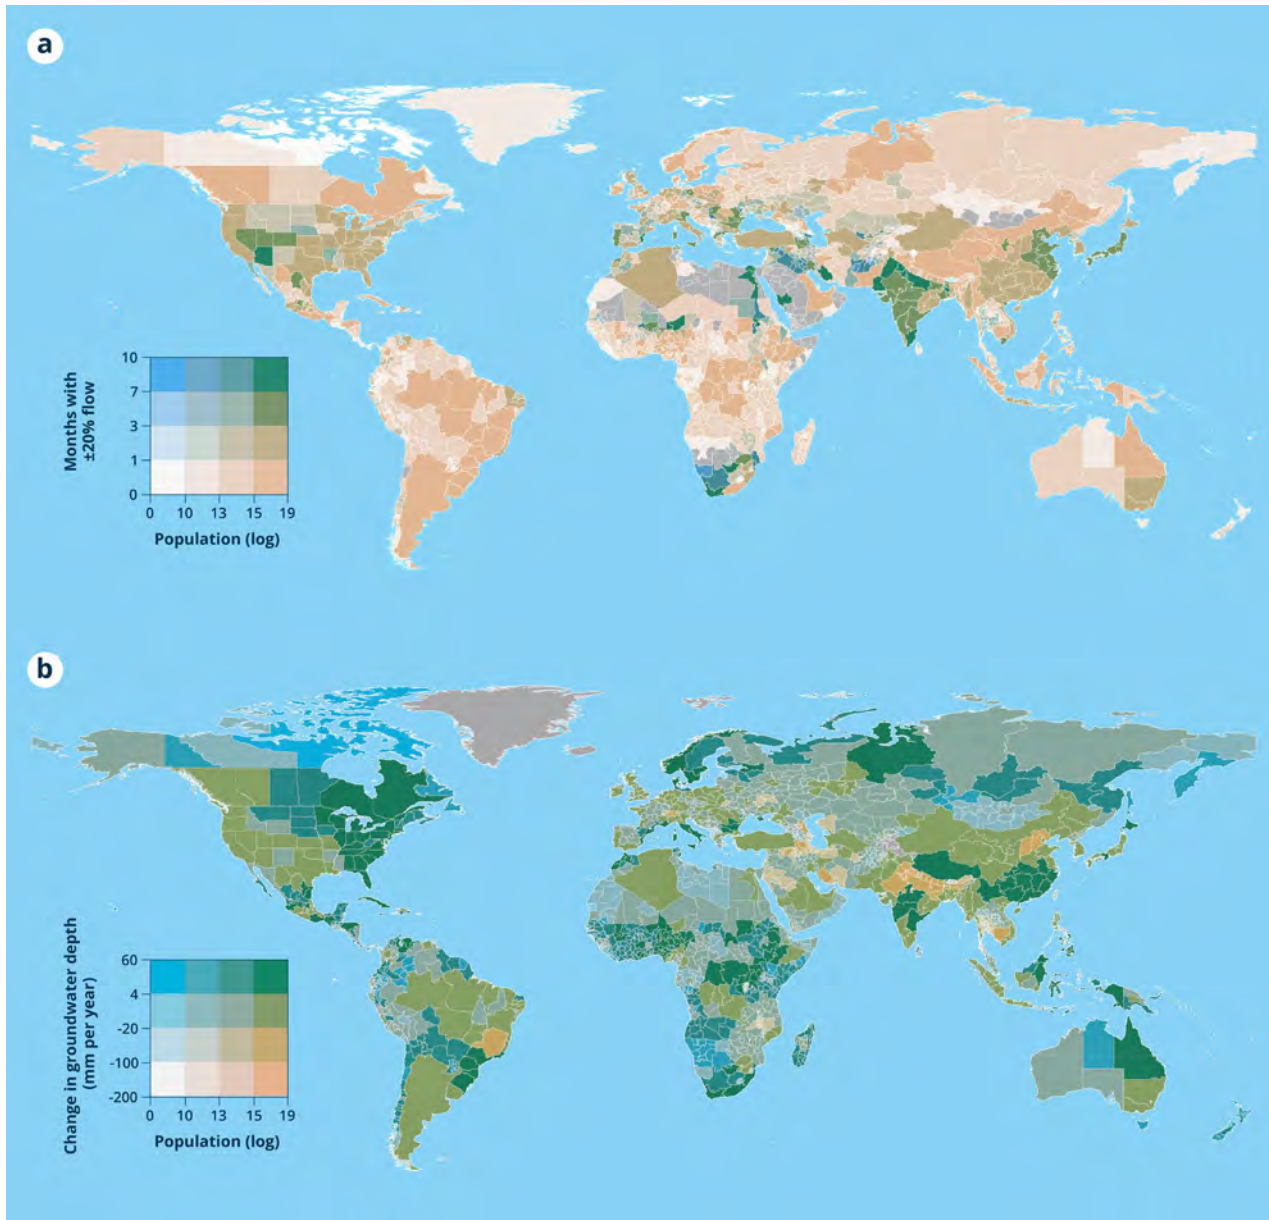 a
Months with
±20% flow
10
7
3
1
0
0 10 13 15 19
Population (log)
b
Change in groundwater depth
(mm per year)
60
4
-20
-100
-200
0 10 13 15 19
Population (log)